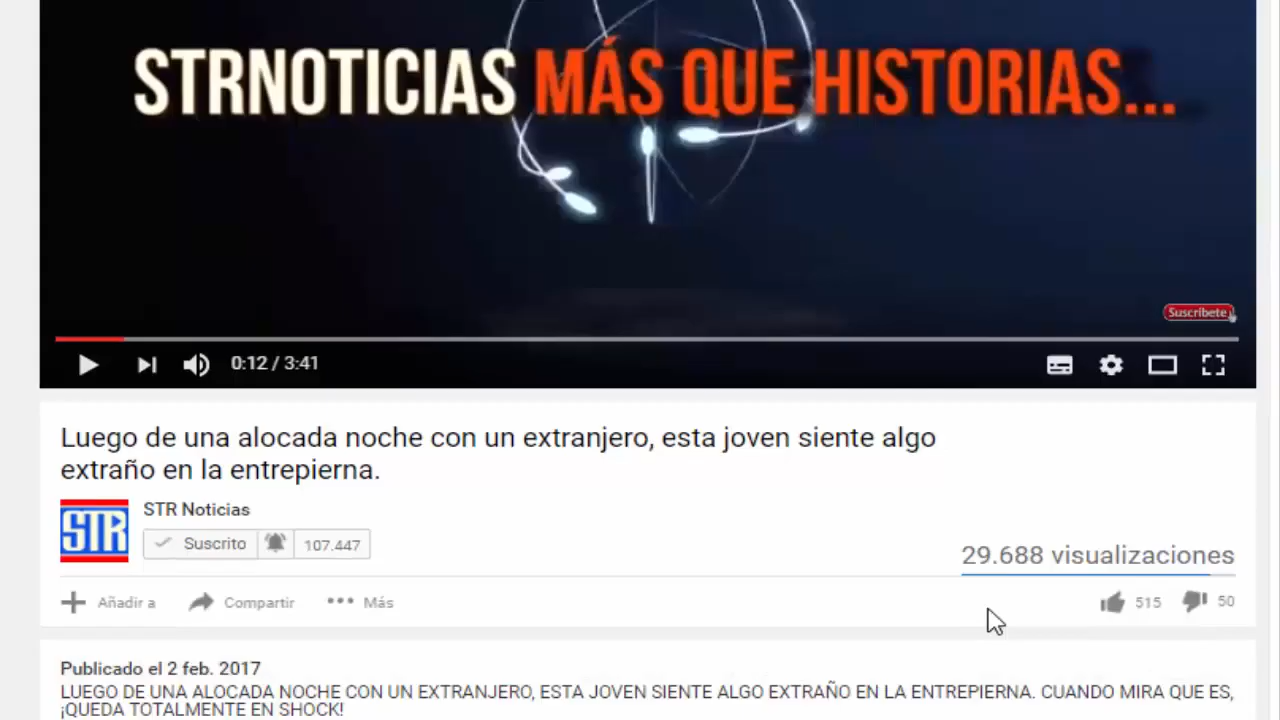 STRNOTICIAS MÁS QUE HISTORIAS...
Suscríbete
0:12 / 3:41
Luego de una alocada noche con un extranjero, esta joven siente algo
extraño en la entrepierna.
STR
STR Noticias
Suscrito 107.447
29.688 visualizaciones
Añadir a Compartir Más 515 50
Publicado el 2 feb. 2017
LUEGO DE UNA ALOCADA NOCHE CON UN EXTRANJERO, ESTA JOVEN SIENTE ALGO EXTRAÑO EN LA ENTREPIERNA. CUANDO MIRA QUE ES,
¡QUEDA TOTALMENTE EN SHOCK!